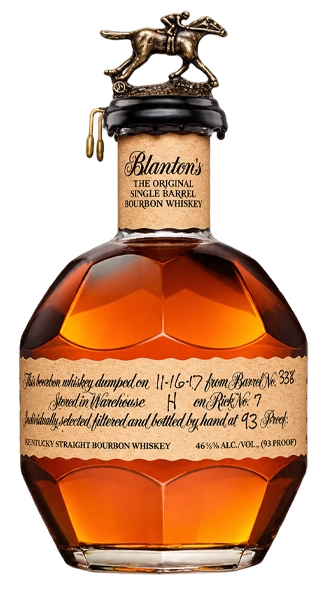 Blanton's
THE ORIGINAL
SINGLE BARREL
BOURBON WHISKEY
This bourbon whiskey dumped on 11-16-17 from Barrel No. 338
Stored in Warehouse H on Rick No. 7
Individually selected, filtered and bottled by hand at 93 Proof.
KENTUCKY STRAIGHT BOURBON WHISKEY 46½% ALC./VOL., (93 PROOF)